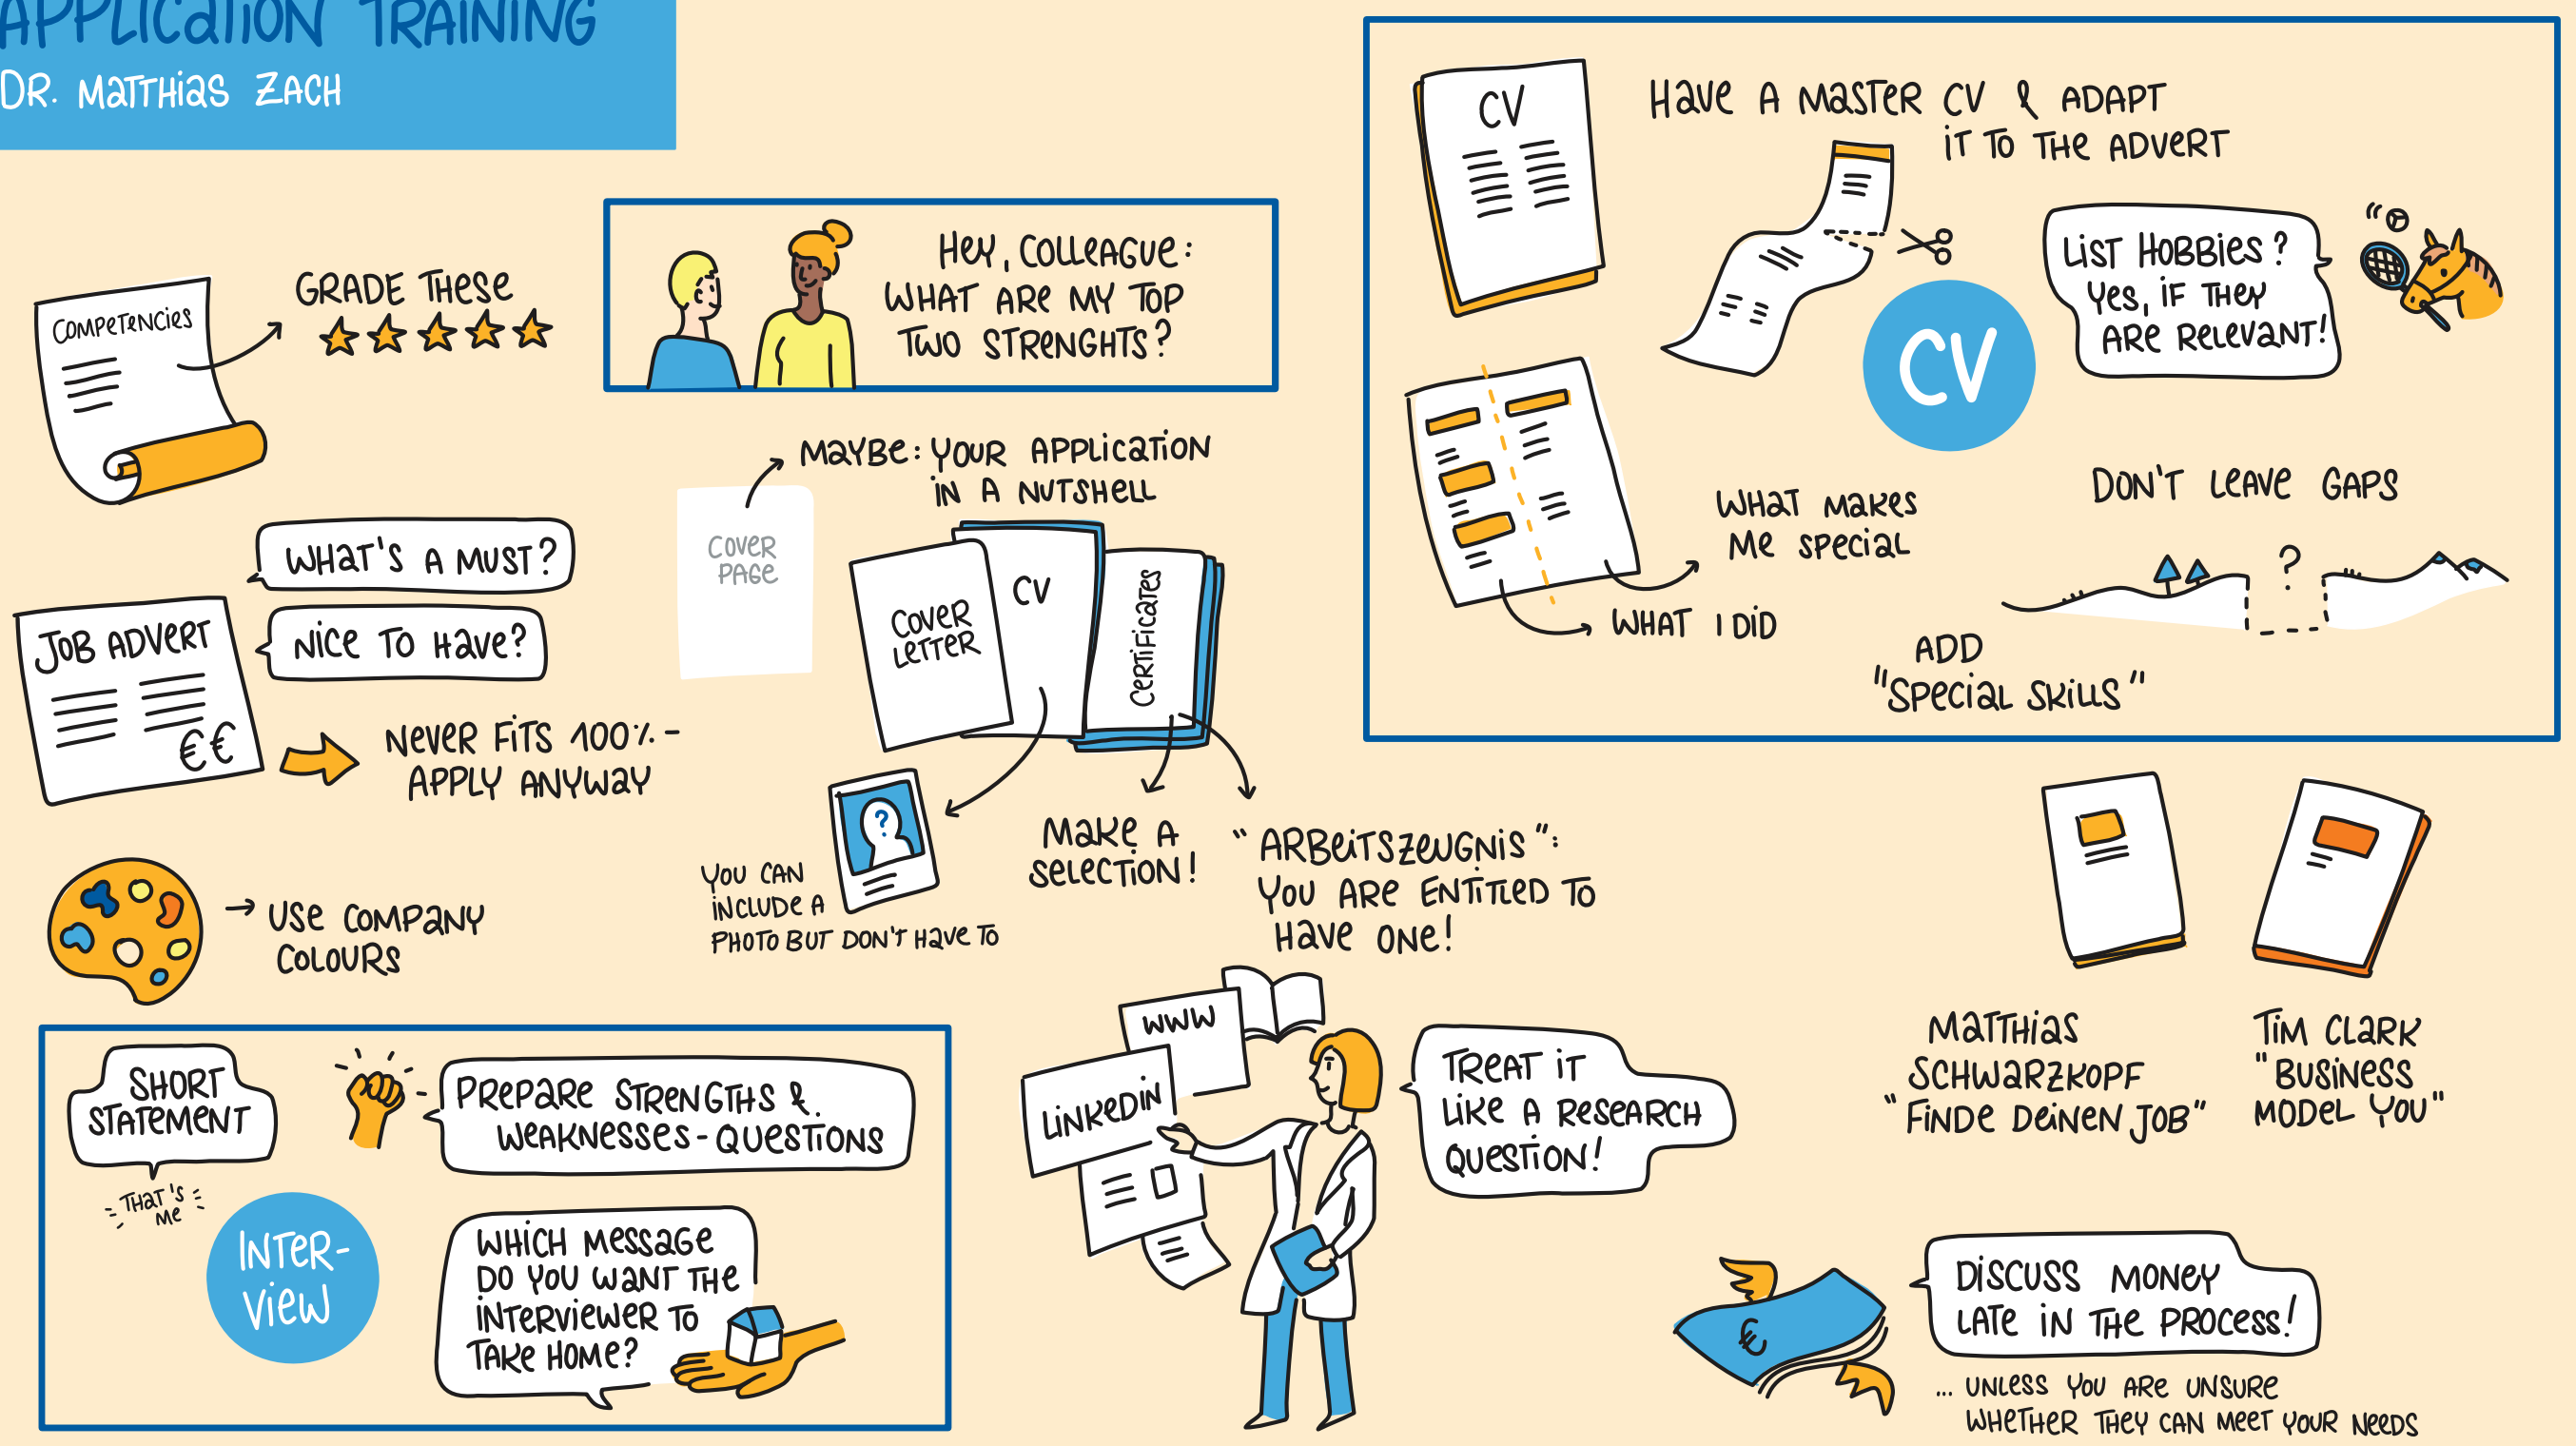 APPLICATION TRAINING
DR. MATTHIAS ZACH
COMPETENCIES
GRADE THESE
HEY, COLLEAGUE:
WHAT ARE MY TOP
TWO STRENGHTS?
JOB ADVERT
€€
WHAT'S A MUST?
NICE TO HAVE?
NEVER FITS 100% -
APPLY ANYWAY
USE COMPANY
COLOURS
MAYBE: YOUR APPLICATION
IN A NUTSHELL
COVER
PAGE
COVER
LETTER
CV
CERTIFICATES
?
YOU CAN
INCLUDE A
PHOTO BUT DON'T HAVE TO
MAKE A
SELECTION!
"ARBEITSZEUGNIS":
YOU ARE ENTITLED TO
HAVE ONE!
CV
HAVE A MASTER CV & ADAPT
IT TO THE ADVERT
LIST HOBBIES?
YES, IF THEY
ARE RELEVANT!
CV
WHAT MAKES
ME SPECIAL
WHAT I DID
DON'T LEAVE GAPS
?
ADD
"SPECIAL SKILLS"
SHORT
STATEMENT
THAT'S
ME
PREPARE STRENGTHS &
WEAKNESSES-QUESTIONS
INTER-
VIEW
WHICH MESSAGE
DO YOU WANT THE
INTERVIEWER TO
TAKE HOME?
WWW
LINKEDIN
TREAT IT
LIKE A RESEARCH
QUESTION!
MATTHIAS
SCHWARZKOPF
"FINDE DEINEN JOB"
TIM CLARK
"BUSINESS
MODEL YOU"
€
DISCUSS MONEY
LATE IN THE PROCESS!
... UNLESS YOU ARE UNSURE
WHETHER THEY CAN MEET YOUR NEEDS